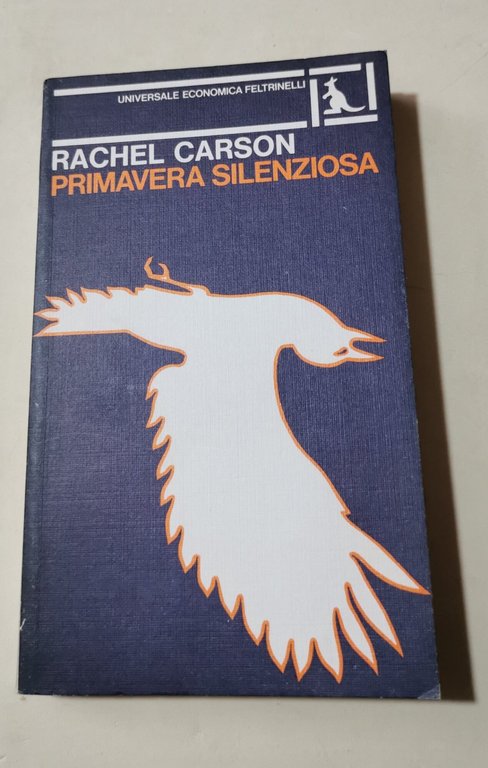 UNIVERSALE ECONOMICA FELTRINELLI
RACHEL CARSON
PRIMAVERA SILENZIOSA